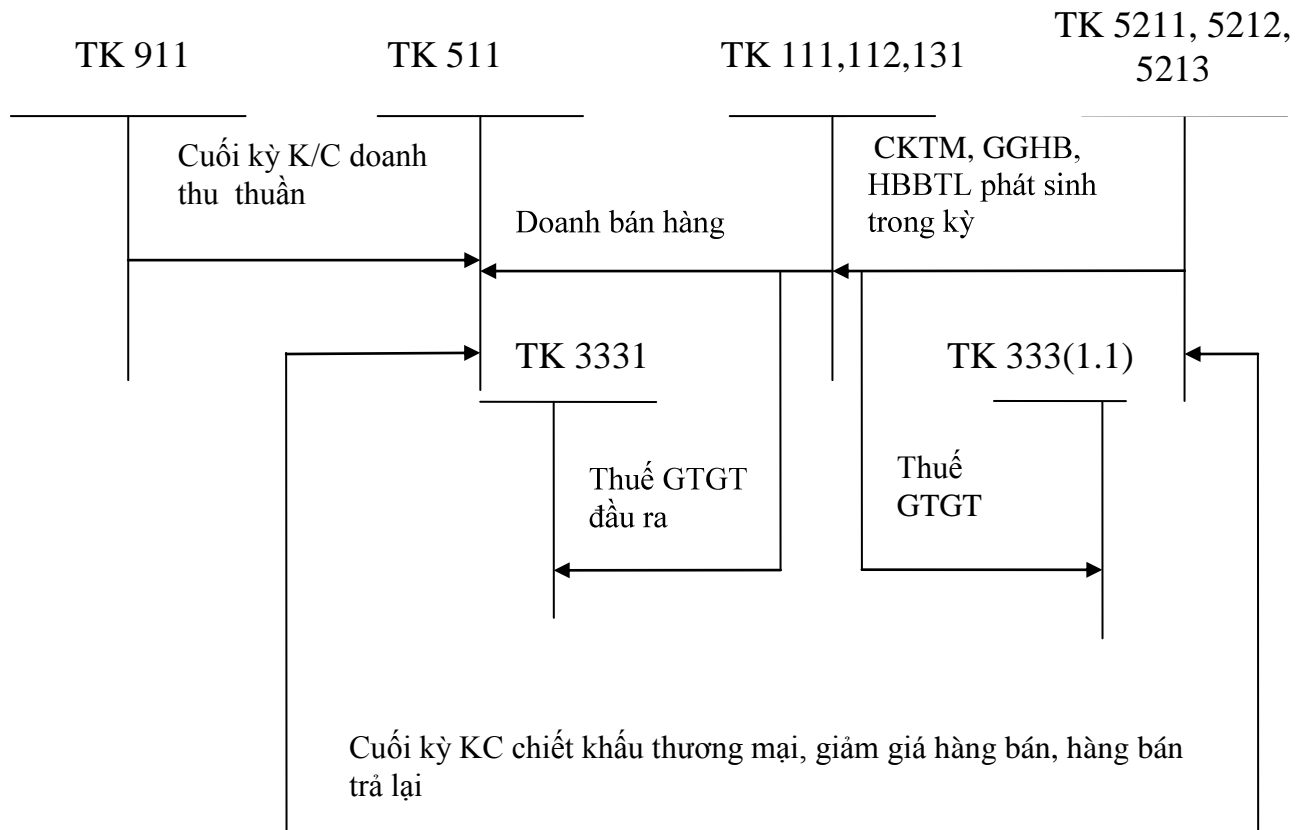 TK 911
TK 511
TK 111,112,131
TK 5211, 5212,
5213
Cuối kỳ K/C doanh
thu thuần
Doanh bán hàng
CKTM, GGHB,
HBBTL phát sinh
trong kỳ
TK 3331
TK 333(1.1)
Thuế GTGT
đầu ra
Thuế
GTGT
Cuối kỳ KC chiết khấu thương mại, giảm giá hàng bán, hàng bán
trả lại